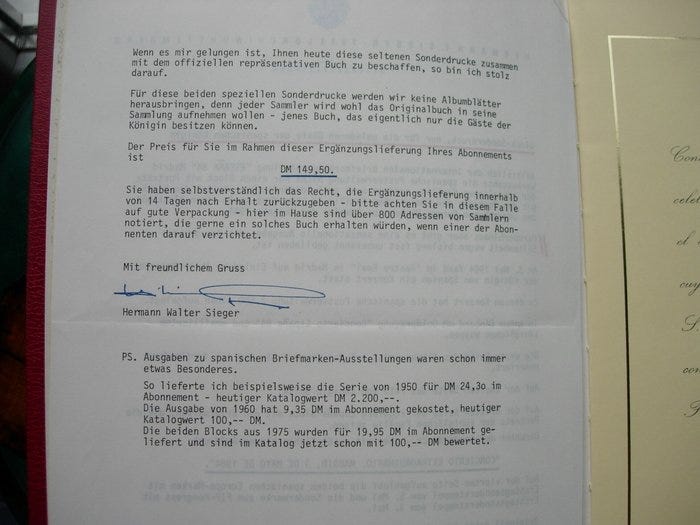 Wenn es mir gelungen ist, Ihnen heute diese seltenen Sonderdrucke zusammen
mit dem offiziellen repräsentativen Buch zu beschaffen, so bin ich stolz
darauf.
Für diese beiden speziellen Sonderdrucke werden wir keine Albumblätter
herausbringen, denn jeder Sammler wird wohl das Originalbuch in seine
Sammlung aufnehmen wollen - jenes Buch, das eigentlich nur die Gäste der
Königin besitzen können.
Der Preis für Sie im Rahmen dieser Ergänzungslieferung Ihres Abonnements
ist
DM 149,50.
Sie haben selbstverständlich das Recht, die Ergänzungslieferung innerhalb
von 14 Tagen nach Erhalt zurückzugeben - bitte achten Sie in diesem Falle
auf gute Verpackung - hier im Hause sind über 800 Adressen von Sammlern
notiert, die gerne ein solches Buch erhalten würden, wenn einer der Abon-
nenten darauf verzichtet.
Mit freundlichem Gruss
Hermann Walter Sieger
PS. Ausgaben zu spanischen Briefmarken-Ausstellungen waren schon immer
etwas Besonderes.
So lieferte ich beispielsweise die Serie von 1950 für DM 24,3o im
Abonnement - heutiger Katalogwert DM 2.200,--.
Die Ausgabe von 1960 hat 9,35 DM im Abonnement gekostet, heutiger
Katalogwert 100,-- DM.
Die beiden Blocks aus 1975 wurden für 19,95 DM im Abonnement ge-
liefert und sind im Katalog jetzt schon mit 100,-- DM bewertet.